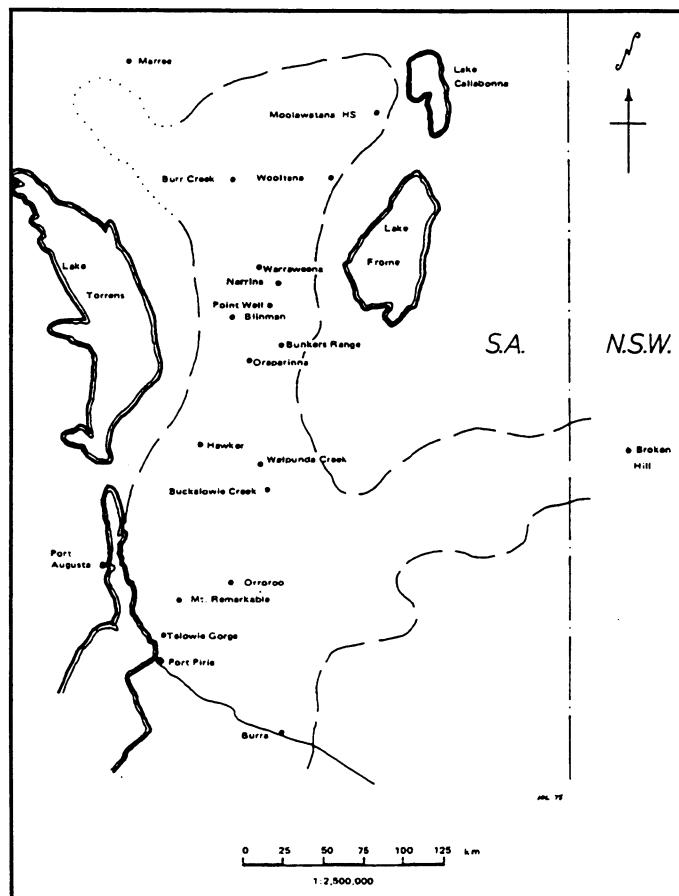 Marree
Lake
Callabonna
Moolawatana HS
Burr Creek
Wooltana
Lake
Frome
Lake
Torrens
Warraweena
Narrina
Point Well
Blinman
Bunkers Range
Oraparinna
S.A.
N.S.W.
Hawker
Walpunda Creek
Broken
Hill
Buckalowie Creek
Port
Augusta
Orroroo
Mt. Remarkable
Telowie Gorge
Port Pirie
Burra
0 25 50 75 100 125 km
1:2,500,000